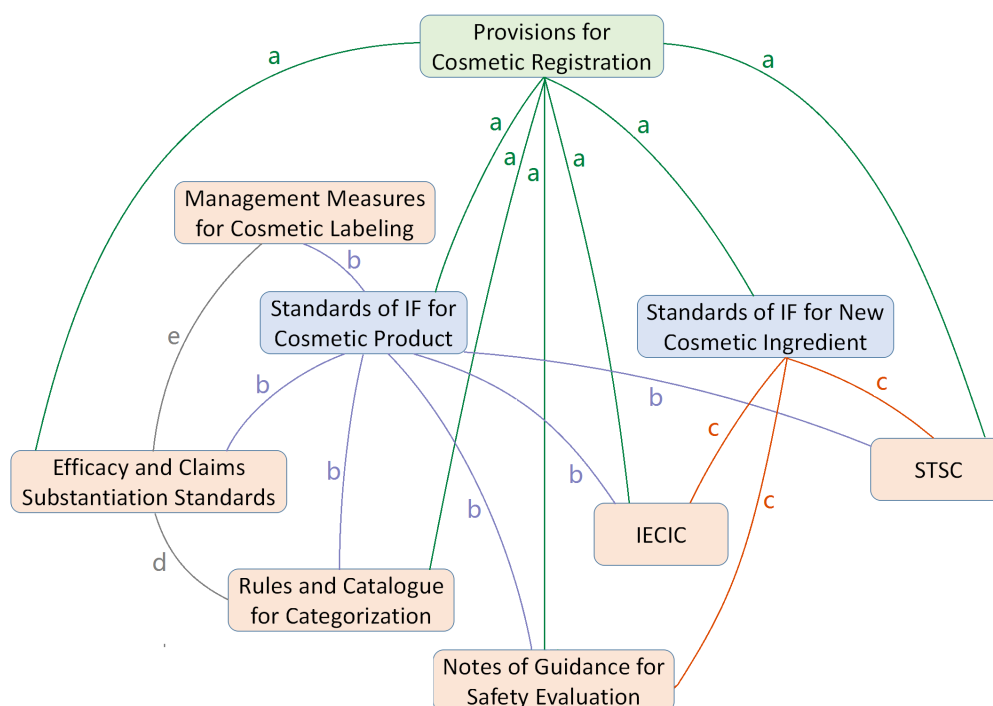 Provisions for
Cosmetic Registration
a
a
a
a
a
a
a
Management Measures
for Cosmetic Labeling
b
Standards of IF for
Cosmetic Product
Standards of IF for New
Cosmetic Ingredient
e
b
b
c
c
Efficacy and Claims
Substantiation Standards
b
b
b
c
STSC
IECIC
d
Rules and Catalogue
for Categorization
Notes of Guidance for
Safety Evaluation